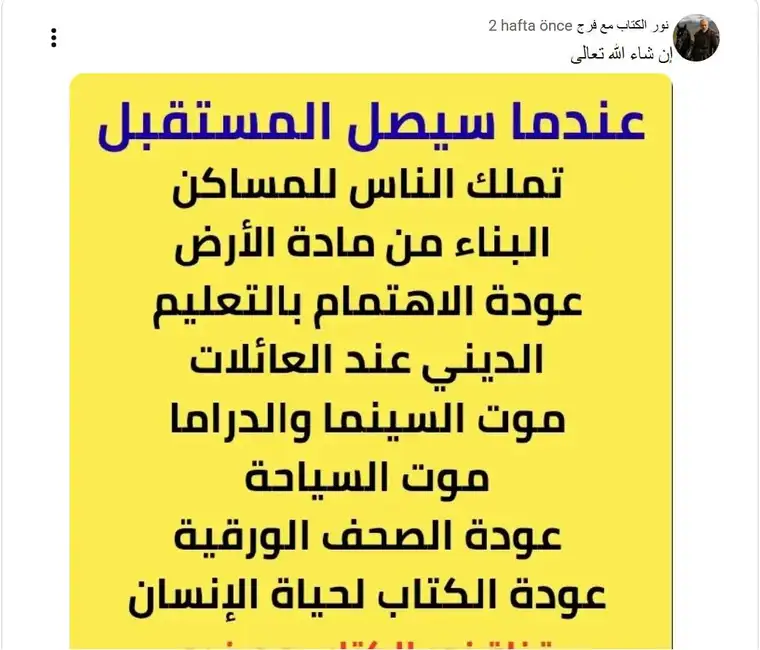 نور الكتاب مع فرج 2 hafta önce
إن شاء الله تعالى
عندما سيصل المستقبل
تملك الناس للمساكن
البناء من مادة الأرض
عودة الاهتمام بالتعليم
الديني عند العائلات
موت السينما والدراما
موت السياحة
عودة الصحف الورقية
عودة الكتاب لحياة الإنسان